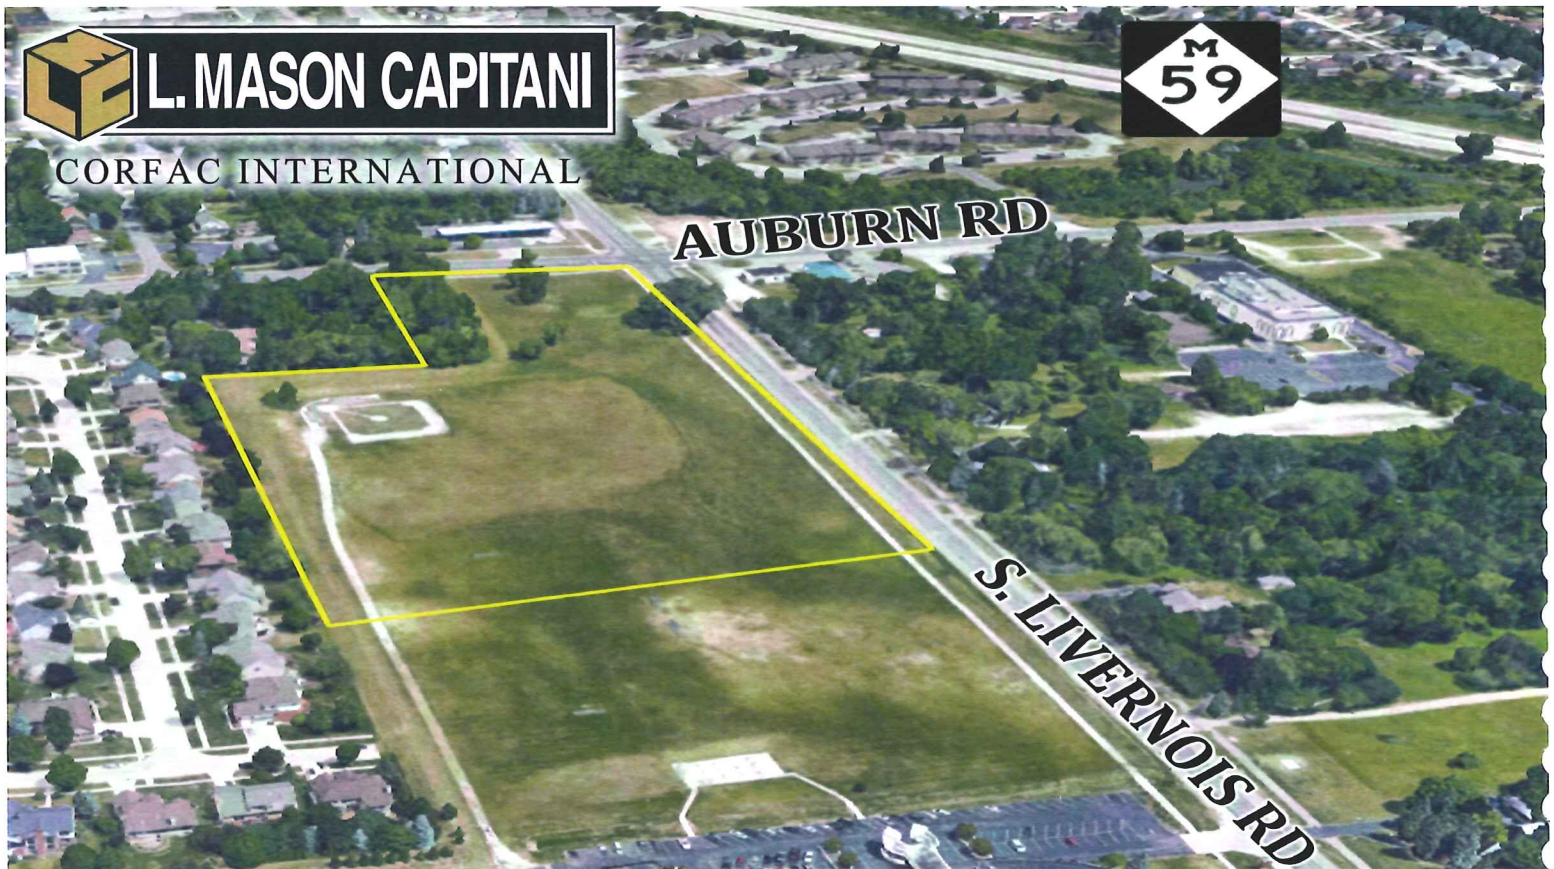 L. MASON CAPITANI
CORFAC INTERNATIONAL
M
59
AUBURN RD
S. LIVERNOIS RD